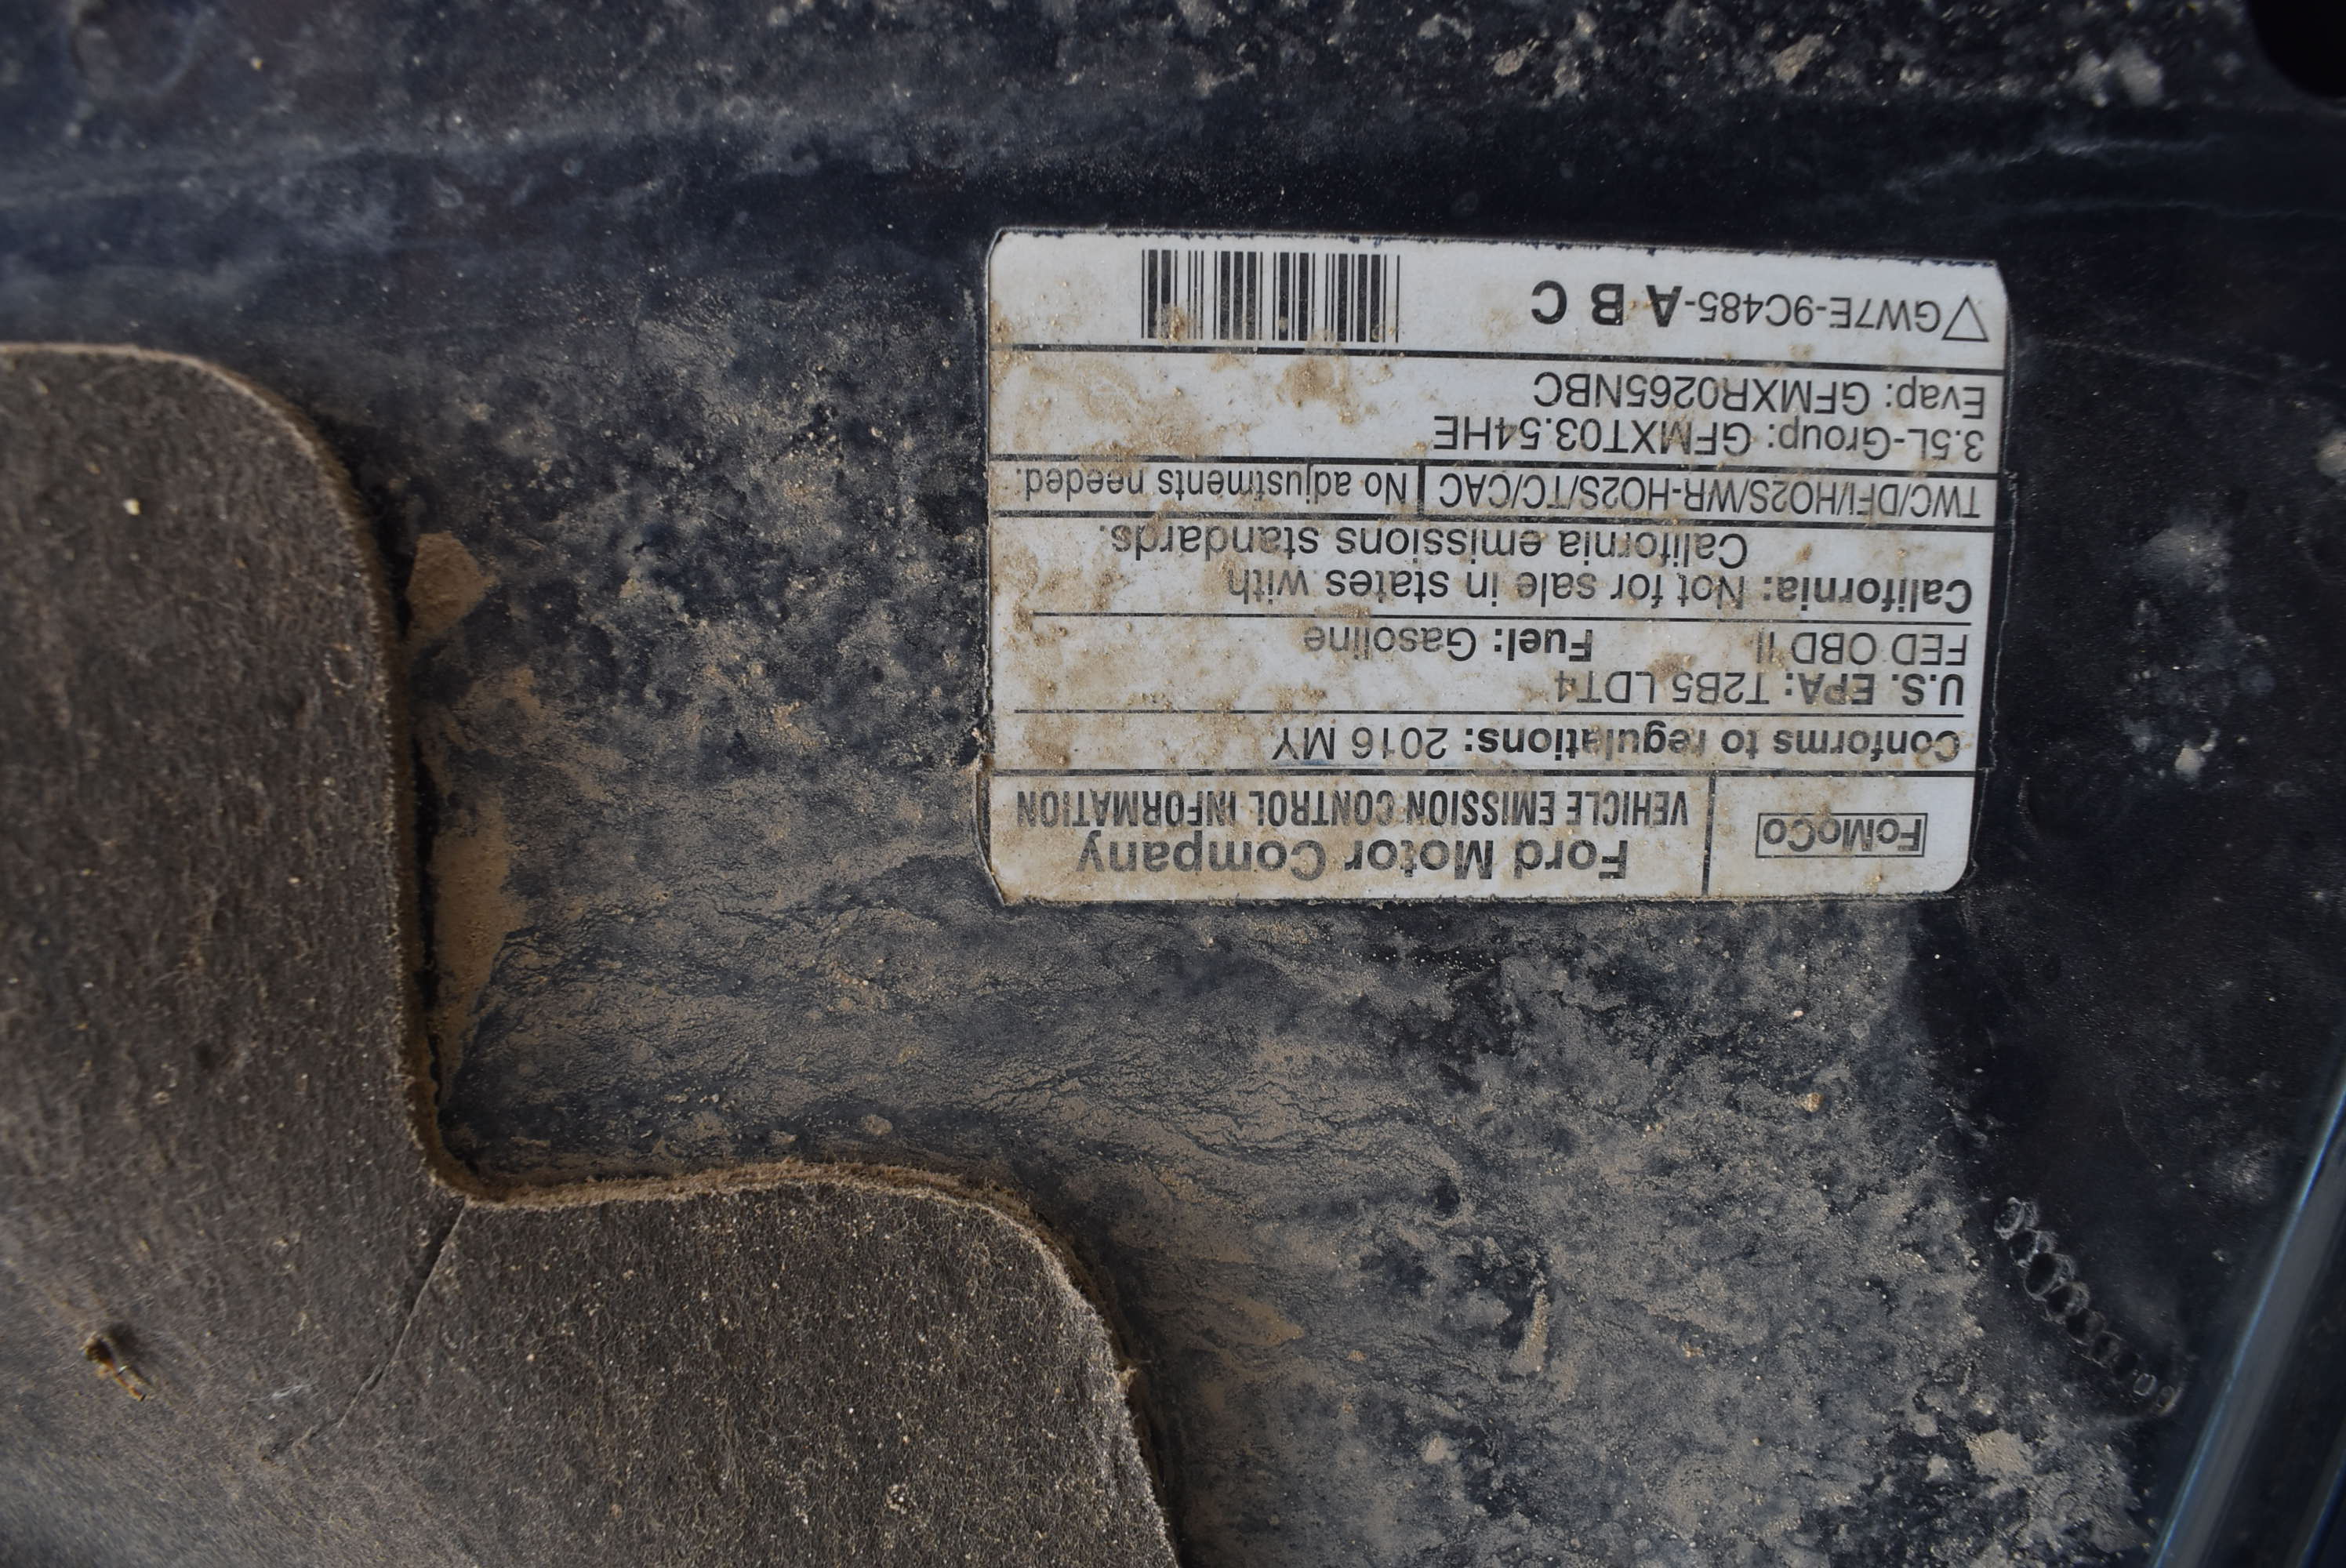 FoMoCo
Ford Motor Company
VEHICLE EMISSION CONTROL INFORMATION
Conforms to regulations: 2016 MY
U.S. EPA: T2B5 LDT4
FED OBD II Fuel: Gasoline
California: Not for sale in states with
California emissions standards.
TWC/DFI/HO2S/WR-HO2S/TC/CAC No adjustments needed.
3.5L-Group: GFMXT03.54HE
Evap: GFMXR0265NBC
△GW7E-9C485-A B C